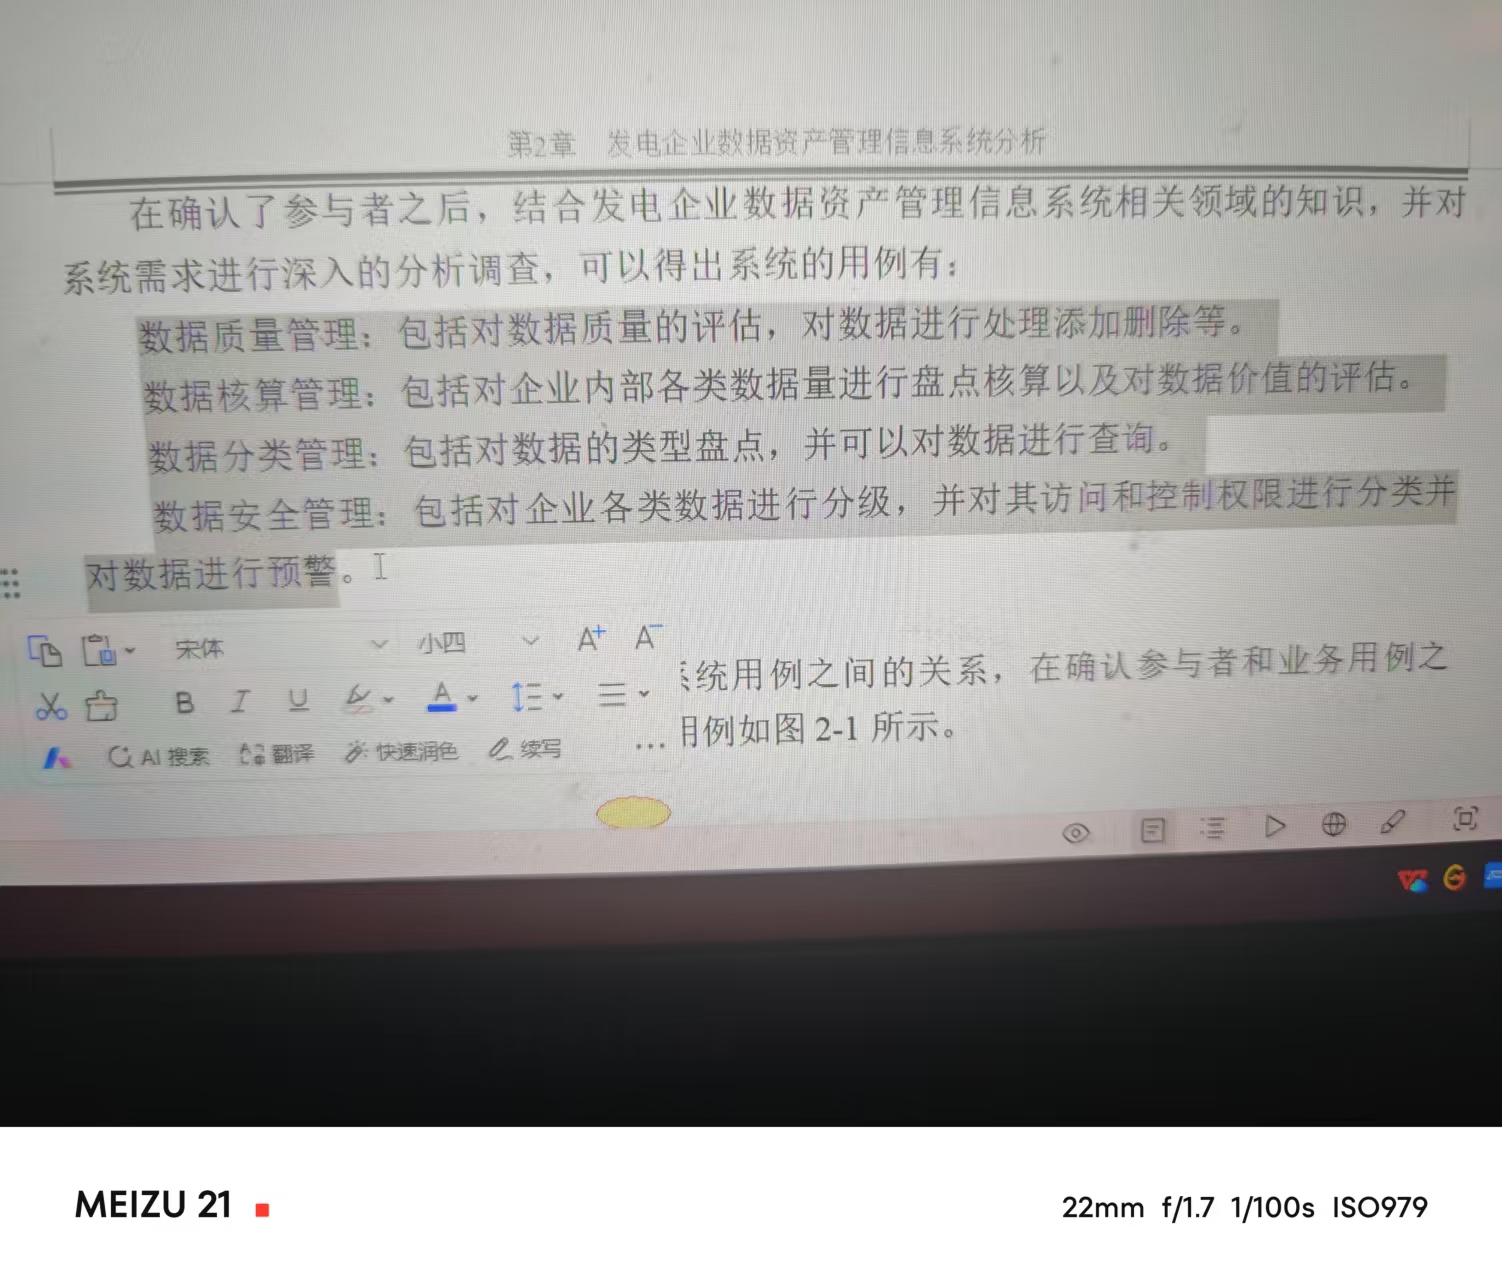 第2章 发电企业数据资产管理信息系统分析
在确认了参与者之后，结合发电企业数据资产管理信息系统相关领域的知识，并对
系统需求进行深入的分析调查，可以得出系统的用例有：
数据质量管理：包括对数据质量的评估，对数据进行处理添加删除等。
数据核算管理：包括对企业内部各类数据量进行盘点核算以及对数据价值的评估。
数据分类管理：包括对数据的类型盘点，并可以对数据进行查询。
数据安全管理：包括对企业各类数据进行分级，并对其访问和控制权限进行分类并
对数据进行预警。
宋体 小四 A+ A-
统用例之间的关系，在确认参与者和业务用例之
B I U A
例如图 2-1 所示。
AI 搜索 翻译 快速润色 续写 ...
MEIZU 21
22mm f/1.7 1/100s ISO979